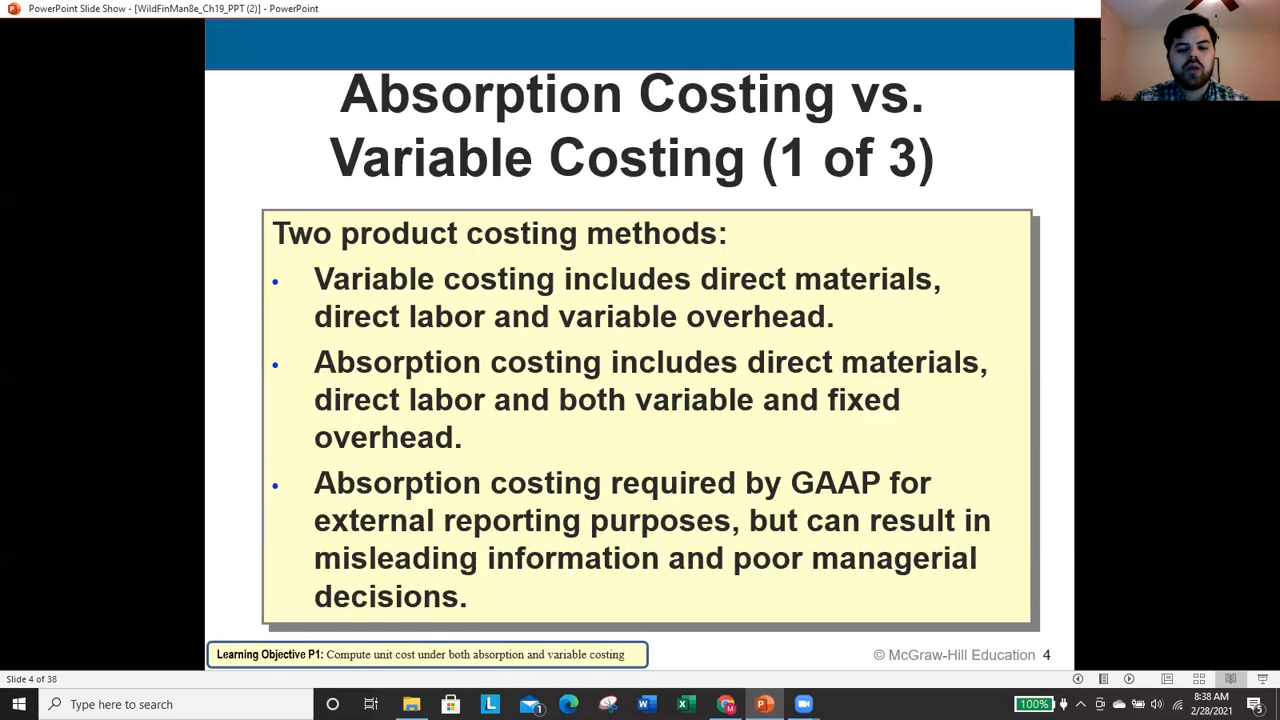 PowerPoint Slide Show - [WildFinMan8e_Ch19_PPT (2)] - PowerPoint
Absorption Costing vs.
Variable Costing (1 of 3)
Two product costing methods:
• Variable costing includes direct materials,
direct labor and variable overhead.
• Absorption costing includes direct materials,
direct labor and both variable and fixed
overhead.
• Absorption costing required by GAAP for
external reporting purposes, but can result in
misleading information and poor managerial
decisions.
Learning Objective P1: Compute unit cost under both absorption and variable costing
© McGraw-Hill Education 4
Slide 4 of 38
Type here to search
100%
8:38 AM
2/28/2021